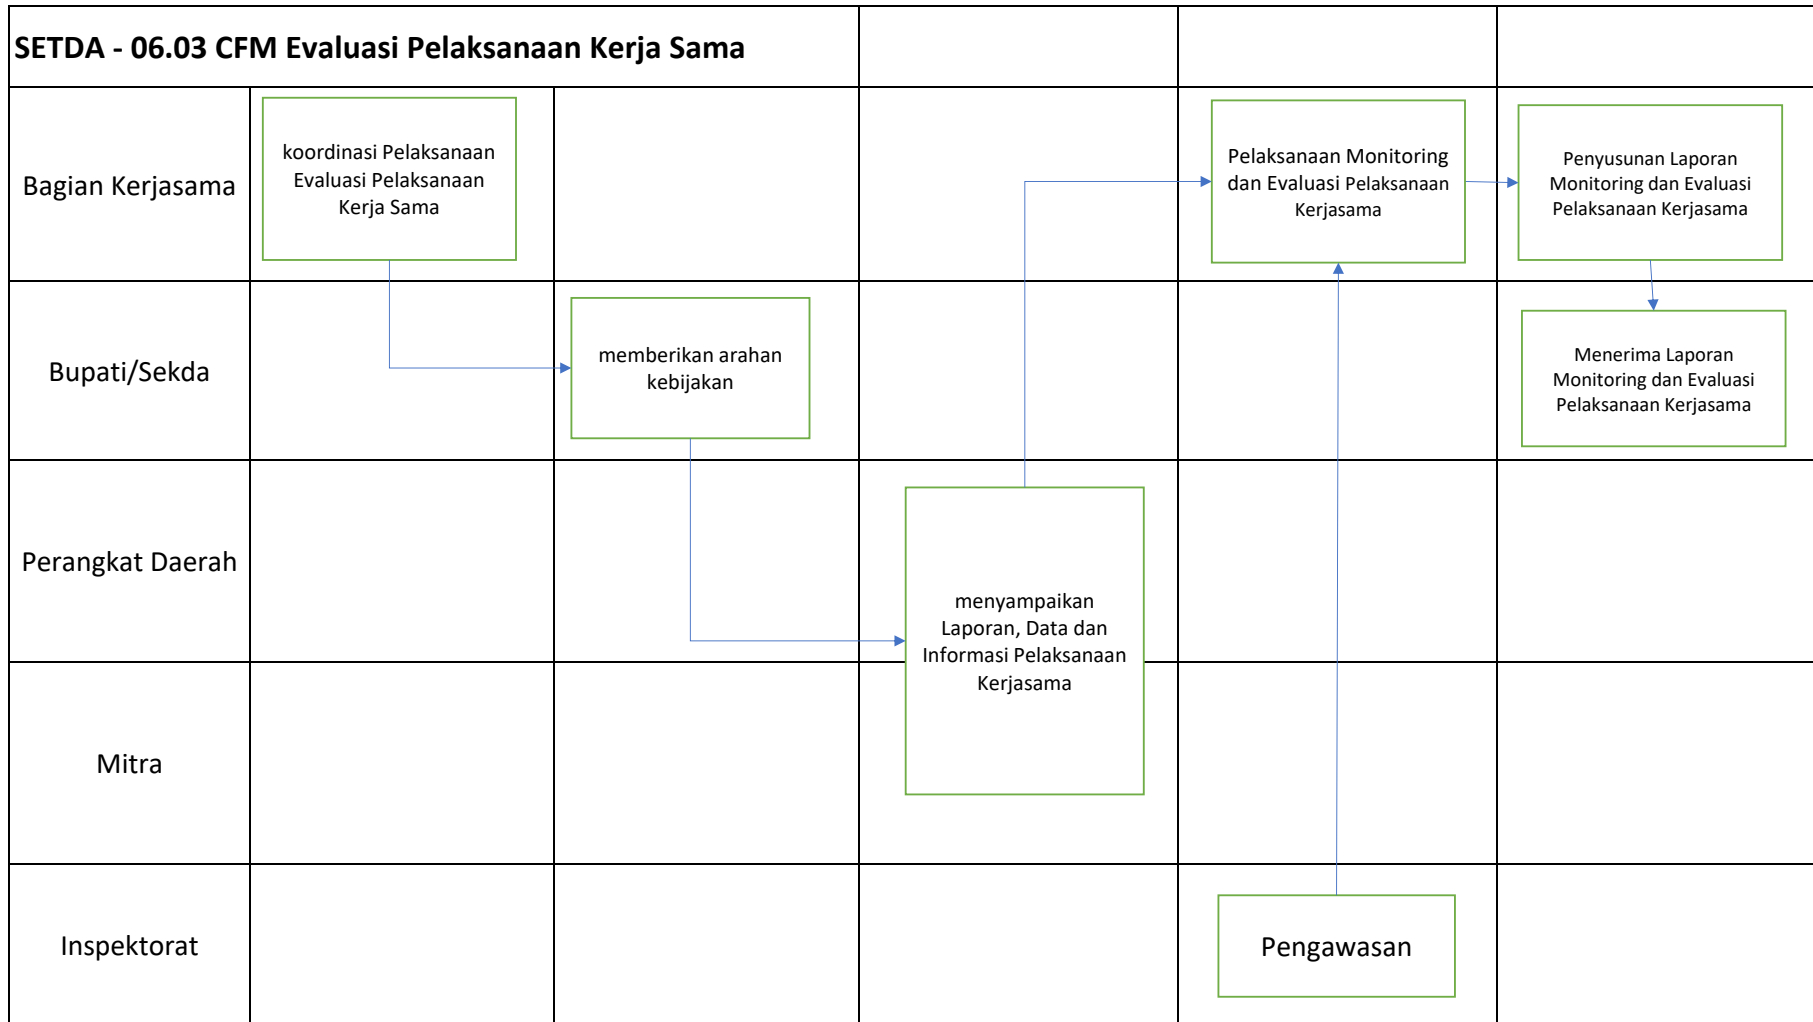 SETDA - 06.03 CFM Evaluasi Pelaksanaan Kerja Sama
Bagian Kerjasama
koordinasi Pelaksanaan
Evaluasi Pelaksanaan
Kerja Sama
Pelaksanaan Monitoring
dan Evaluasi Pelaksanaan
Kerjasama
Penyusunan Laporan
Monitoring dan Evaluasi
Pelaksanaan Kerjasama
Bupati/Sekda
memberikan arahan
kebijakan
Menerima Laporan
Monitoring dan Evaluasi
Pelaksanaan Kerjasama
Perangkat Daerah
menyampaikan
Laporan, Data dan
Informasi Pelaksanaan
Kerjasama
Mitra
Inspektorat
Pengawasan